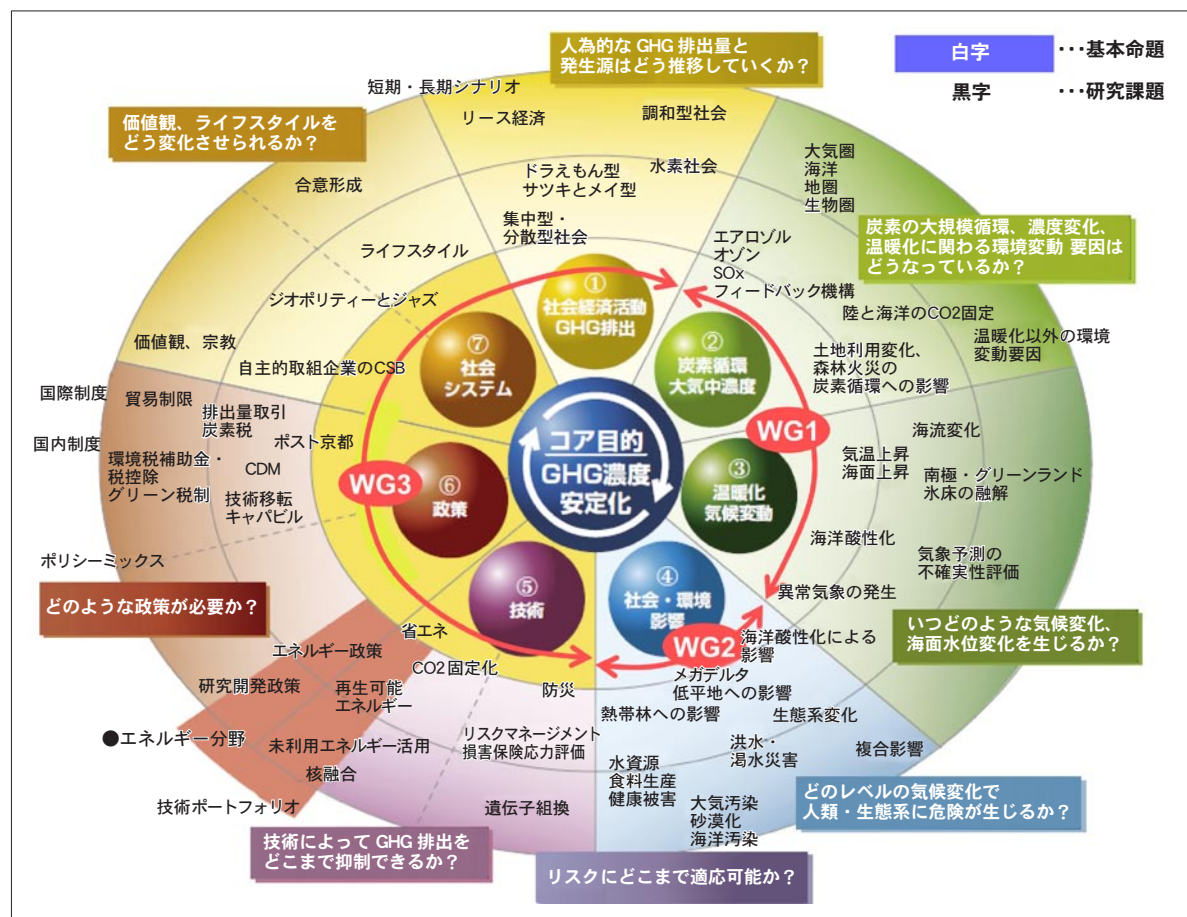 人為的な GHG 排出量と
発生源はどう推移していくか？
白字 ･･･基本命題
黒字 ･･･研究課題
短期・長期シナリオ
リース経済
調和型社会
価値観、ライフスタイルを
どう変化させられるか？
合意形成
ドラえもん型
サツキとメイ型
水素社会
大気圏
海洋
地圏
生物圏
集中型・
分散型社会
ライフスタイル
エアロゾル
オゾン
SOx
フィードバック機構
炭素の大規模循環、濃度変化、
温暖化に関わる環境変動 要因は
どうなっているか？
ジオポリティーとジャズ
① 
社会経済活動
GHG排出
陸と海洋のCO2固定
価値観、宗教
⑦
社会
システム
②
炭素循環
大気中濃度
温暖化以外の環境
変動要因
自主的取組企業のCSB
土地利用変化、
森林火災の
炭素循環への影響
国際制度
貿易制限
排出量取引
炭素税
国内制度
ポスト京都
環境税補助金・
税控除
グリーン税制
CDM
技術移転
キャパビル
WG3
⑥
政策
コア目的
GHG濃度
安定化
WG1
③
温暖化
気候変動
気温上昇
海面上昇
海流変化
南極・グリーンランド
氷床の融解
海洋酸性化
気象予測の
不確実性評価
ポリシーミックス
どのような政策が必要か？
⑤
技術
④
社会・環境
影響
異常気象の発生
いつどのような気候変化、
海面水位変化を生じるか？
WG2
省エネ
エネルギー政策
CO2 固定化
海洋酸性化による
影響
研究開発政策
再生可能
エネルギー
防災
メガデルタ
低平地への影響
熱帯林への影響
生態系変化
●エネルギー分野
未利用エネルギー活用
核融合
リスクマネージメント
損害保険応力評価
水資源
食料生産
健康被害
洪水・
渇水災害
複合影響
技術ポートフォリオ
遺伝子組換
大気汚染
砂漠化
海洋汚染
どのレベルの気候変化で
人類・生態系に危険が生じるか？
技術によって GHG 排出を
どこまで抑制できるか？
リスクにどこまで適応可能か？